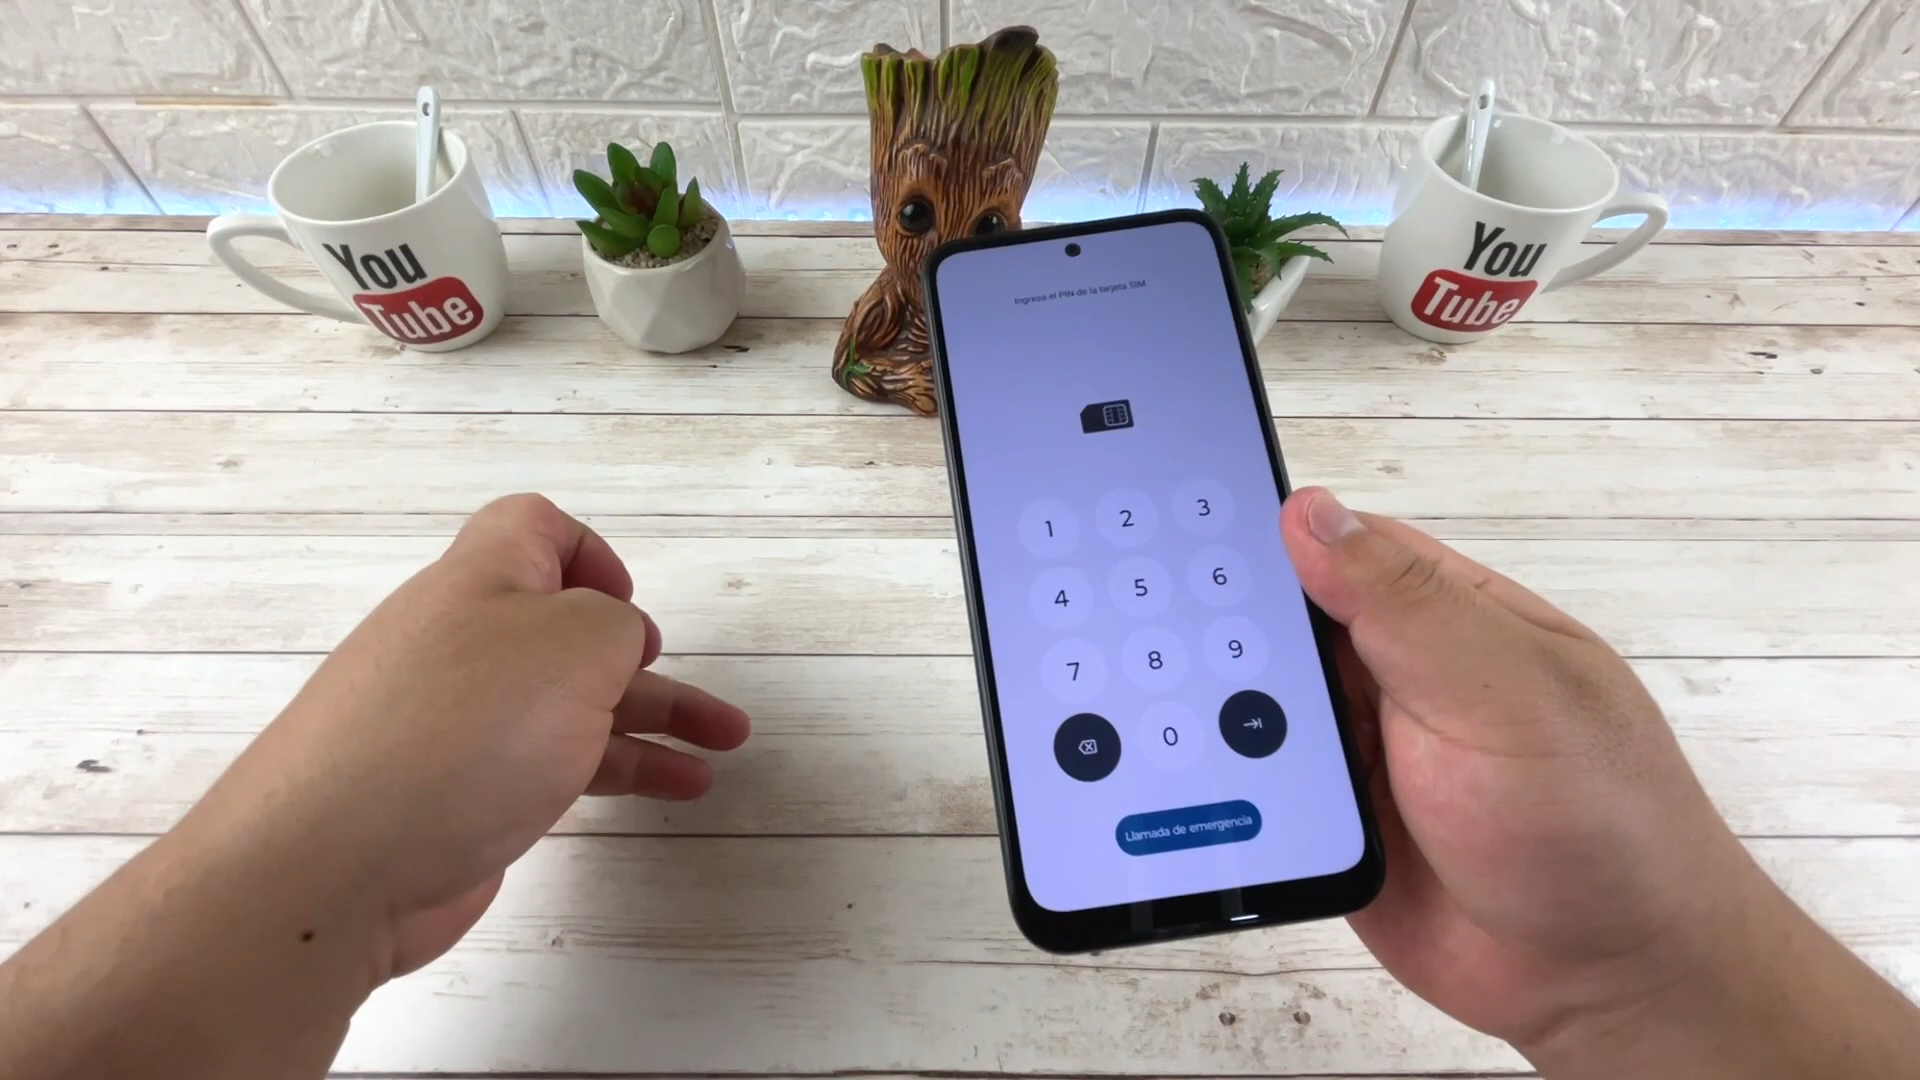 You
Tube
You
Tube
Ingresa el PIN de la tarjeta SIM.
1 2 3
4 5 6
7 8 9
0
Llamada de emergencia